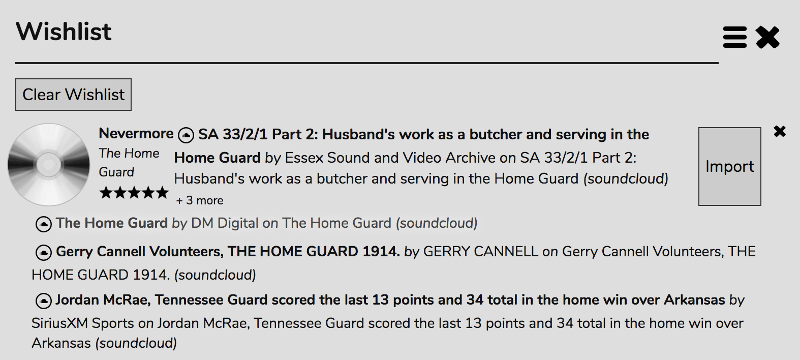 Wishlist
Clear Wishlist
Nevermore
The Home
Guard
★★★★★
SA 33/2/1 Part 2: Husband's work as a butcher and serving in the
Home Guard by Essex Sound and Video Archive on SA 33/2/1 Part 2:
Husband's work as a butcher and serving in the Home Guard (soundcloud)
+ 3 more
Import
The Home Guard by DM Digital on The Home Guard (soundcloud)
Gerry Cannell Volunteers, THE HOME GUARD 1914. by GERRY CANNELL on Gerry Cannell Volunteers, THE
HOME GUARD 1914. (soundcloud)
Jordan McRae, Tennessee Guard scored the last 13 points and 34 total in the home win over Arkansas by
SiriusXM Sports on Jordan McRae, Tennessee Guard scored the last 13 points and 34 total in the home win over
Arkansas (soundcloud)